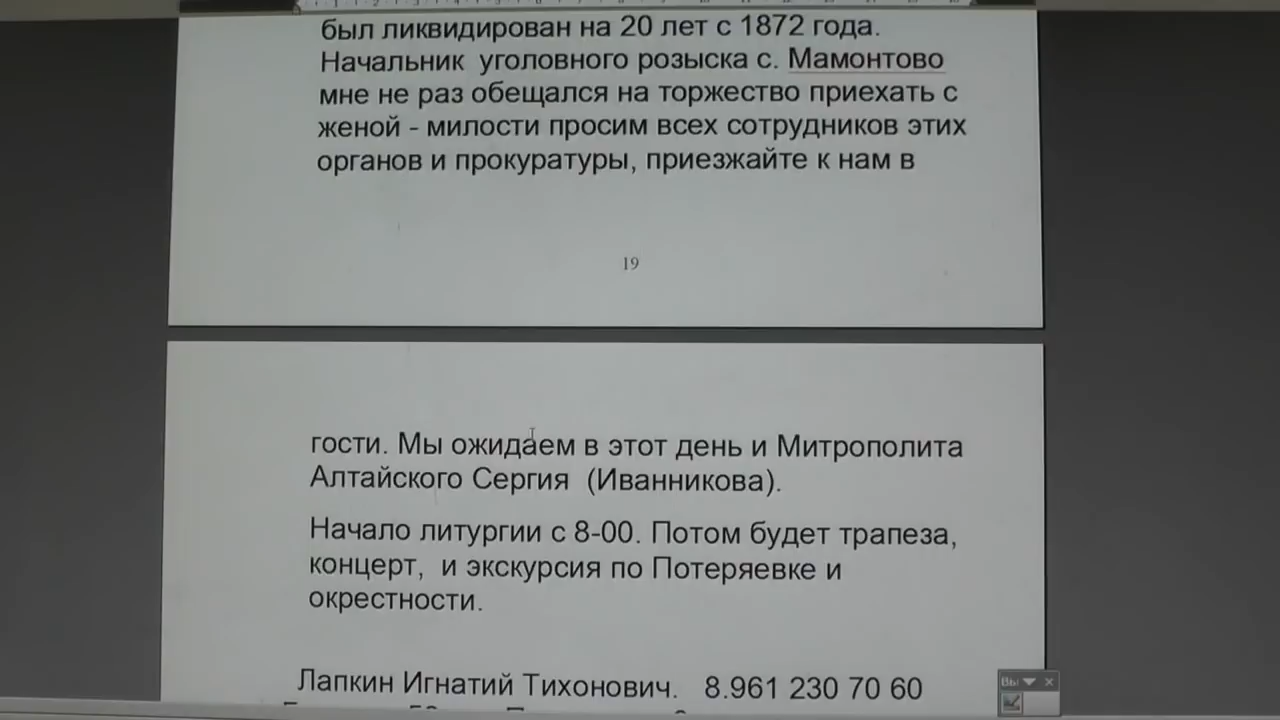 был ликвидирован на 20 лет с 1872 года.
Начальник уголовного розыска с. Мамонтово
мне не раз обещался на торжество приехать с
женой - милости просим всех сотрудников этих
органов и прокуратуры, приезжайте к нам в
19
гости. Мы ожидаем в этот день и Митрополита
Алтайского Сергия (Иванникова).
Начало литургии с 8-00. Потом будет трапеза,
концерт, и экскурсия по Потеряевке и
окрестности.
Лапкин Игнатий Тихонович. 8.961 230 70 60
Вы